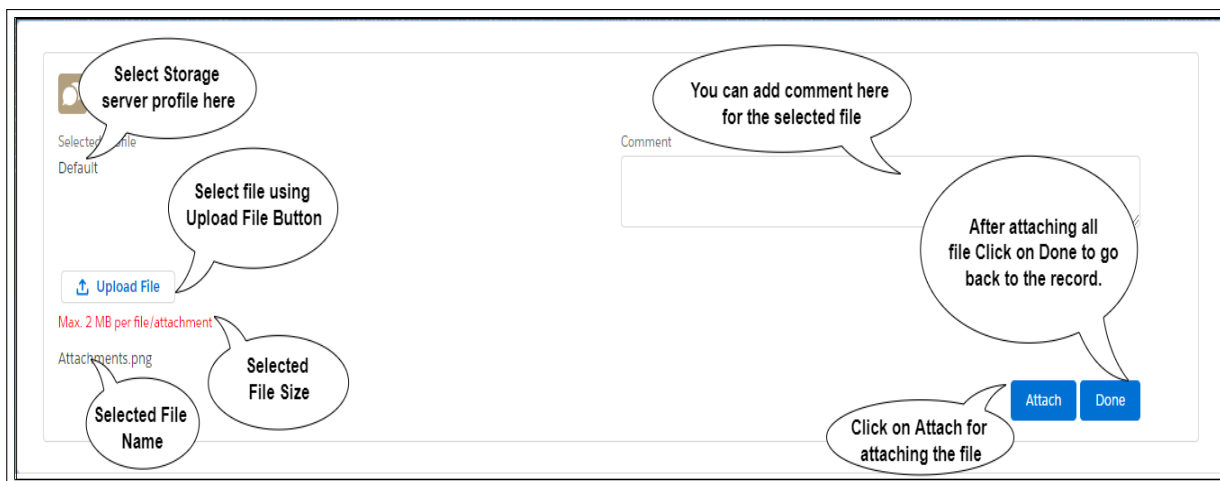 Select Storage
server profile here
You can add comment here
for the selected file
Selected
Comment
Default
Select file using
Upload File Button
After attaching all
file Click on Done to go
back to the record.
Upload File
Max. 2 MB per file/attachment
Attachments.png
Selected
File Size
Selected File
Name
Attach
Done
Click on Attach for
attaching the file